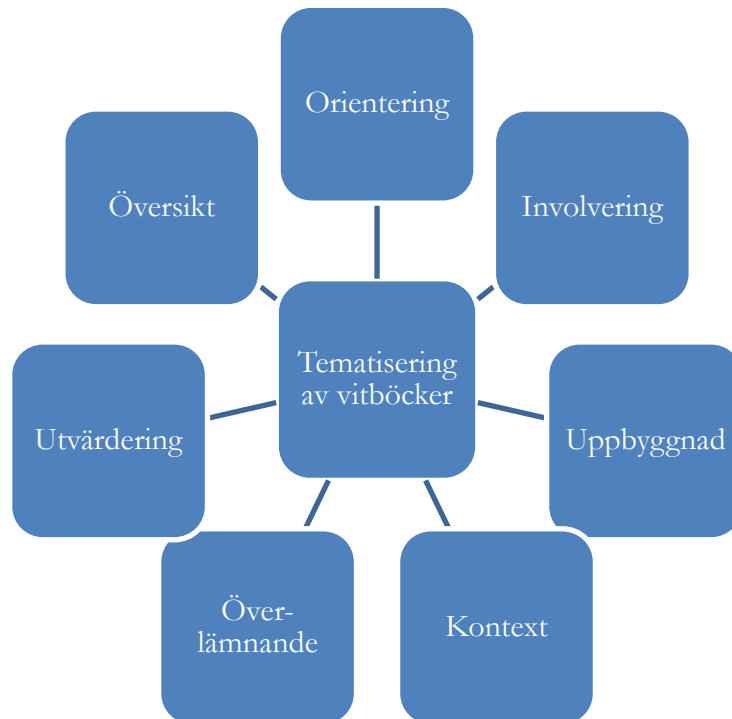 Orientering
Översikt
Involvering
Tematisering
av vitböcker
Utvärdering
Uppbyggnad
Över-
lämnande
Kontext